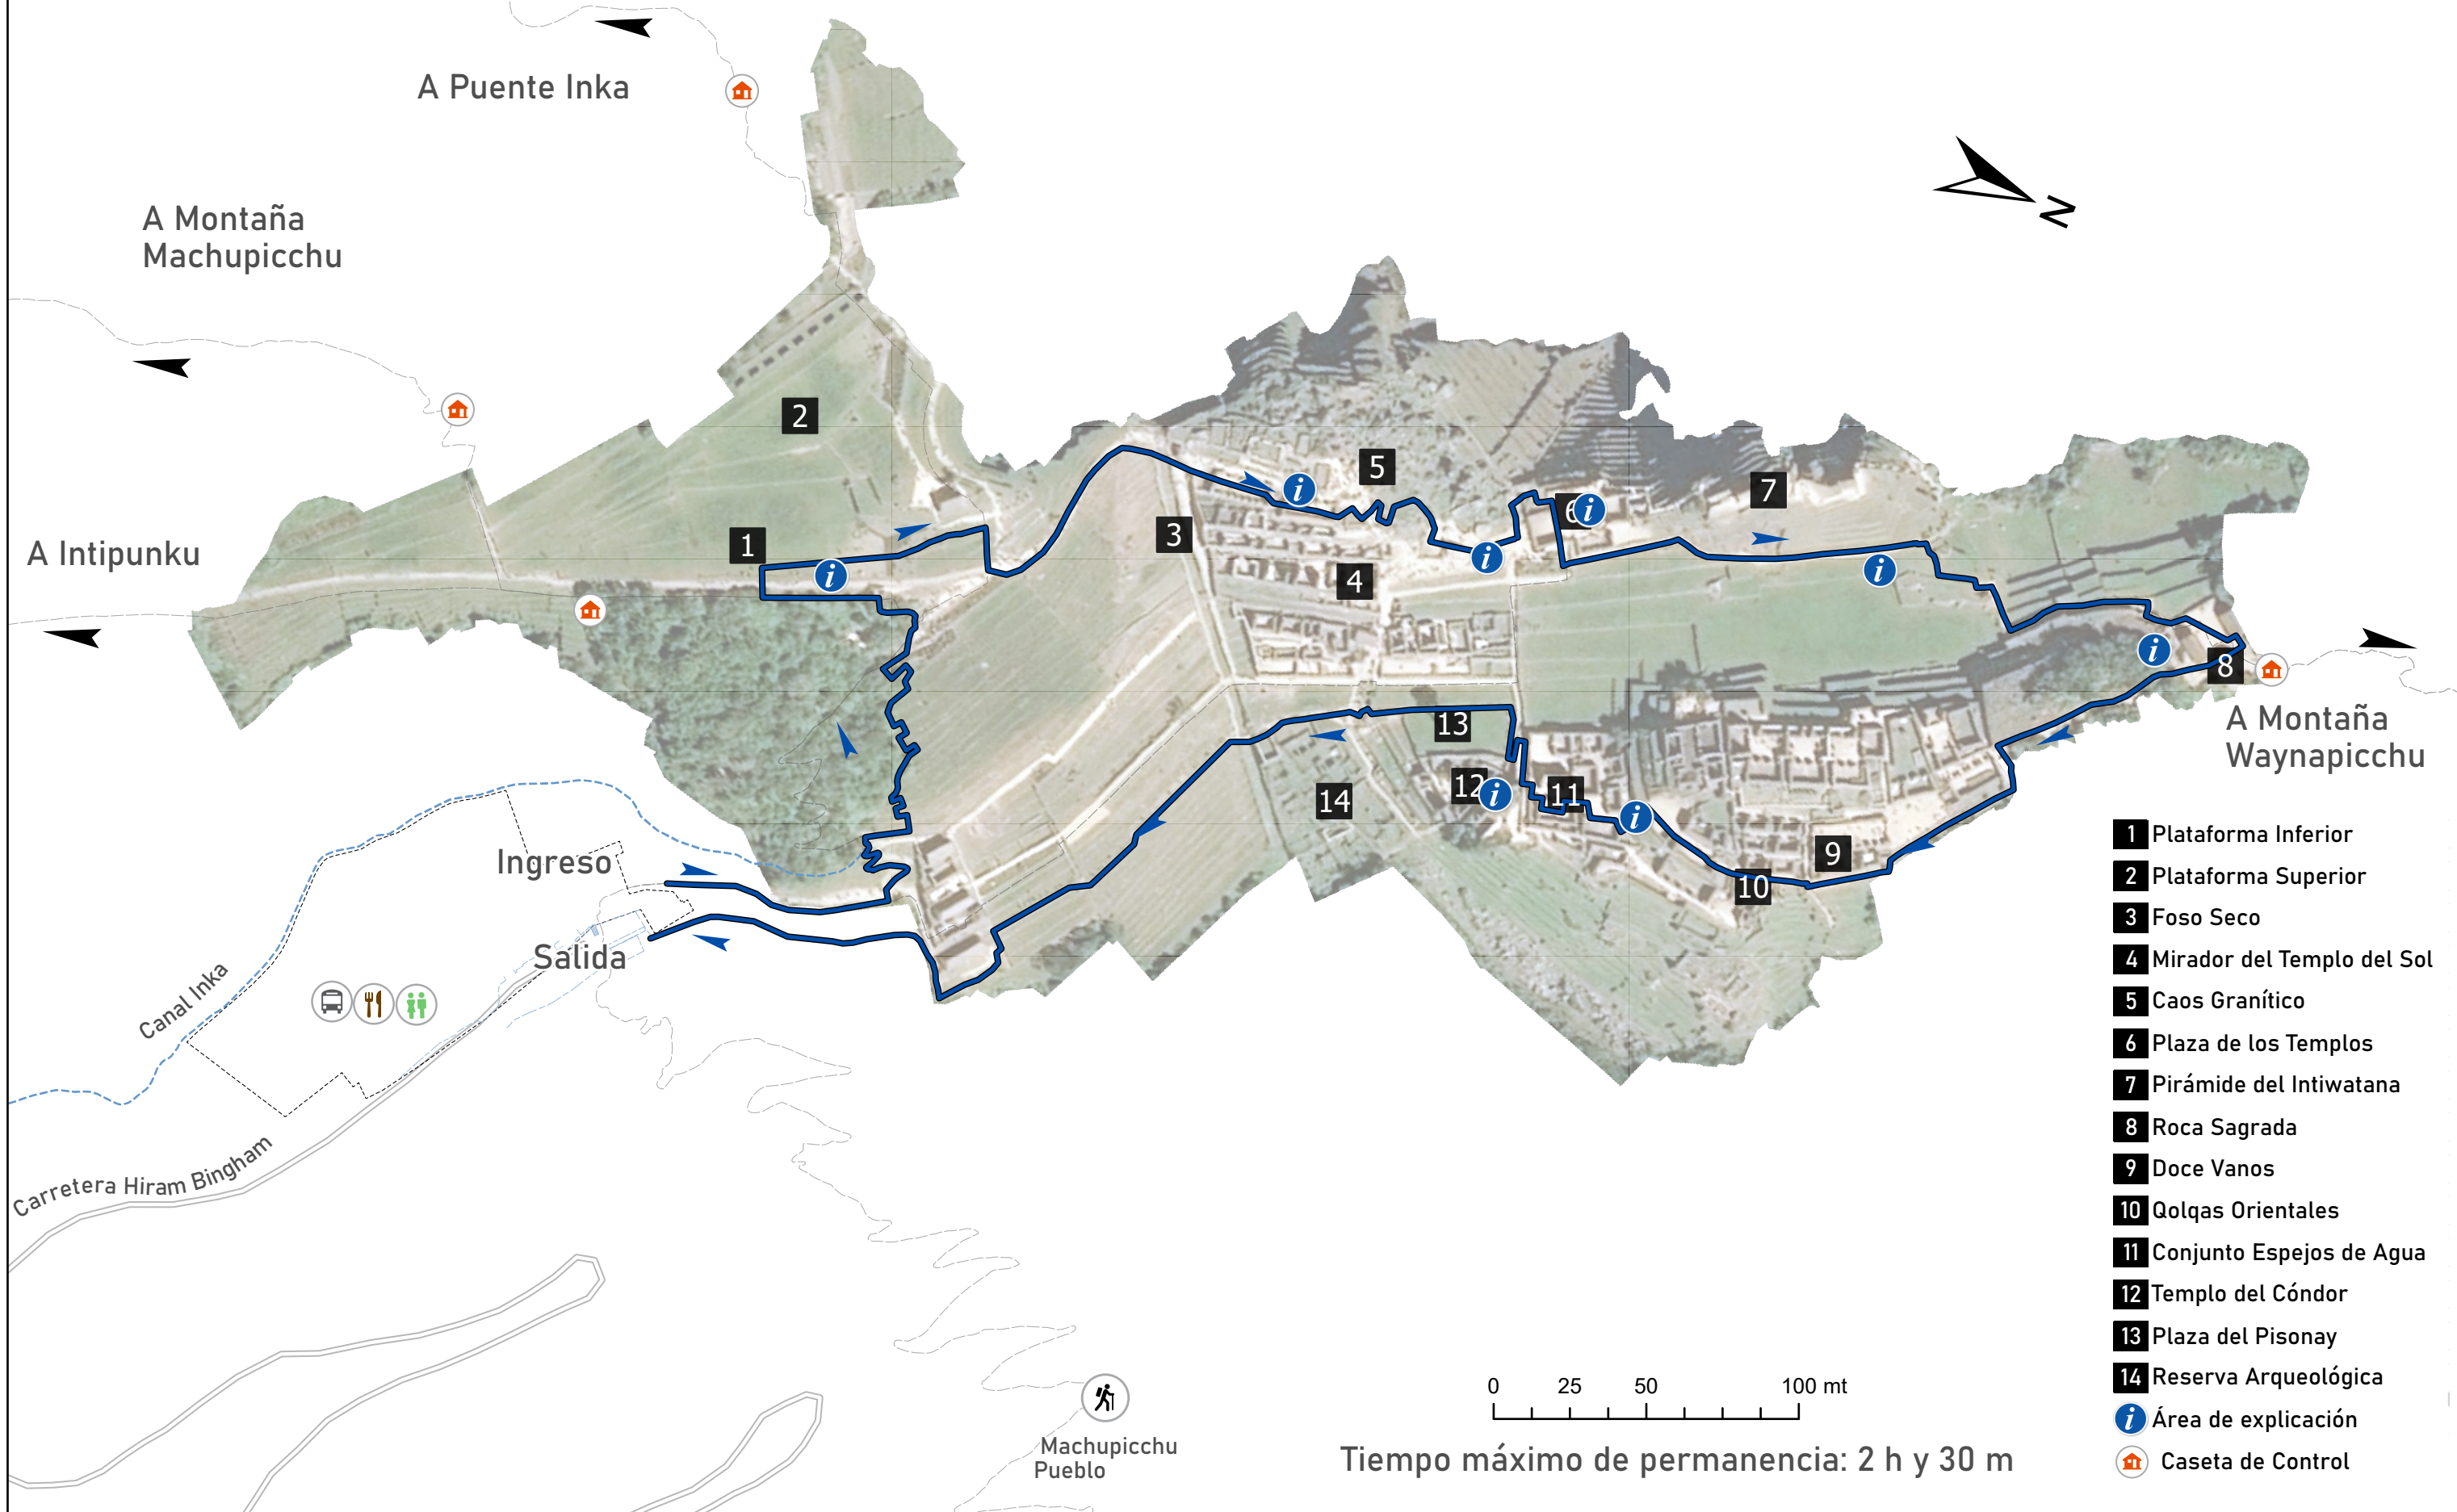 A Puente Inka
A Montaña
Machupicchu
N
2
5
7
6
i
i
1
3
i
A Intipunku
i
4
i
i
8
A Montaña
Waynapicchu
13
12
i
11
14
i
9
10
Ingreso
Salida
Canal Inka
Carretera Hiram Bingham
Machupicchu
Pueblo
0 25 50 100 mt
Tiempo máximo de permanencia: 2 h y 30 m
1 Plataforma Inferior
2 Plataforma Superior
3 Foso Seco
4 Mirador del Templo del Sol
5 Caos Granítico
6 Plaza de los Templos
7 Pirámide del Intiwatana
8 Roca Sagrada
9 Doce Vanos
10 Qolqas Orientales
11 Conjunto Espejos de Agua
12 Templo del Cóndor
13 Plaza del Pisonay
14 Reserva Arqueológica
i Área de explicación
Caseta de Control